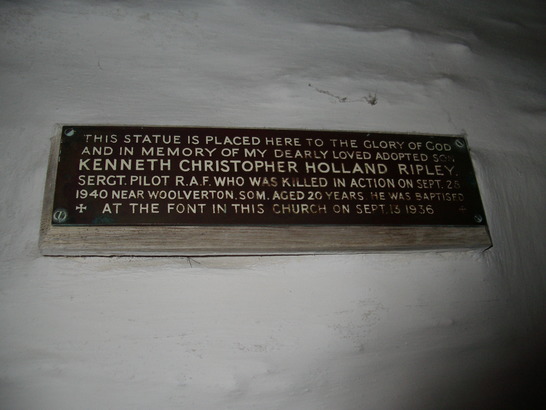 THIS STATUE IS PLACED HERE TO THE GLORY OF GOD
AND IN MEMORY OF MY DEARLY LOVED ADOPTED SON
KENNETH CHRISTOPHER HOLLAND RIPLEY.
SERGT. PILOT R.A.F. WHO WAS KILLED IN ACTION ON SEPT.
1940 NEAR WOOLVERTON, SOM. AGED 20 YEARS. HE WAS BAPTISED
✠ AT THE FONT IN THIS CHURCH ON SEPT. 13 1936 ✠